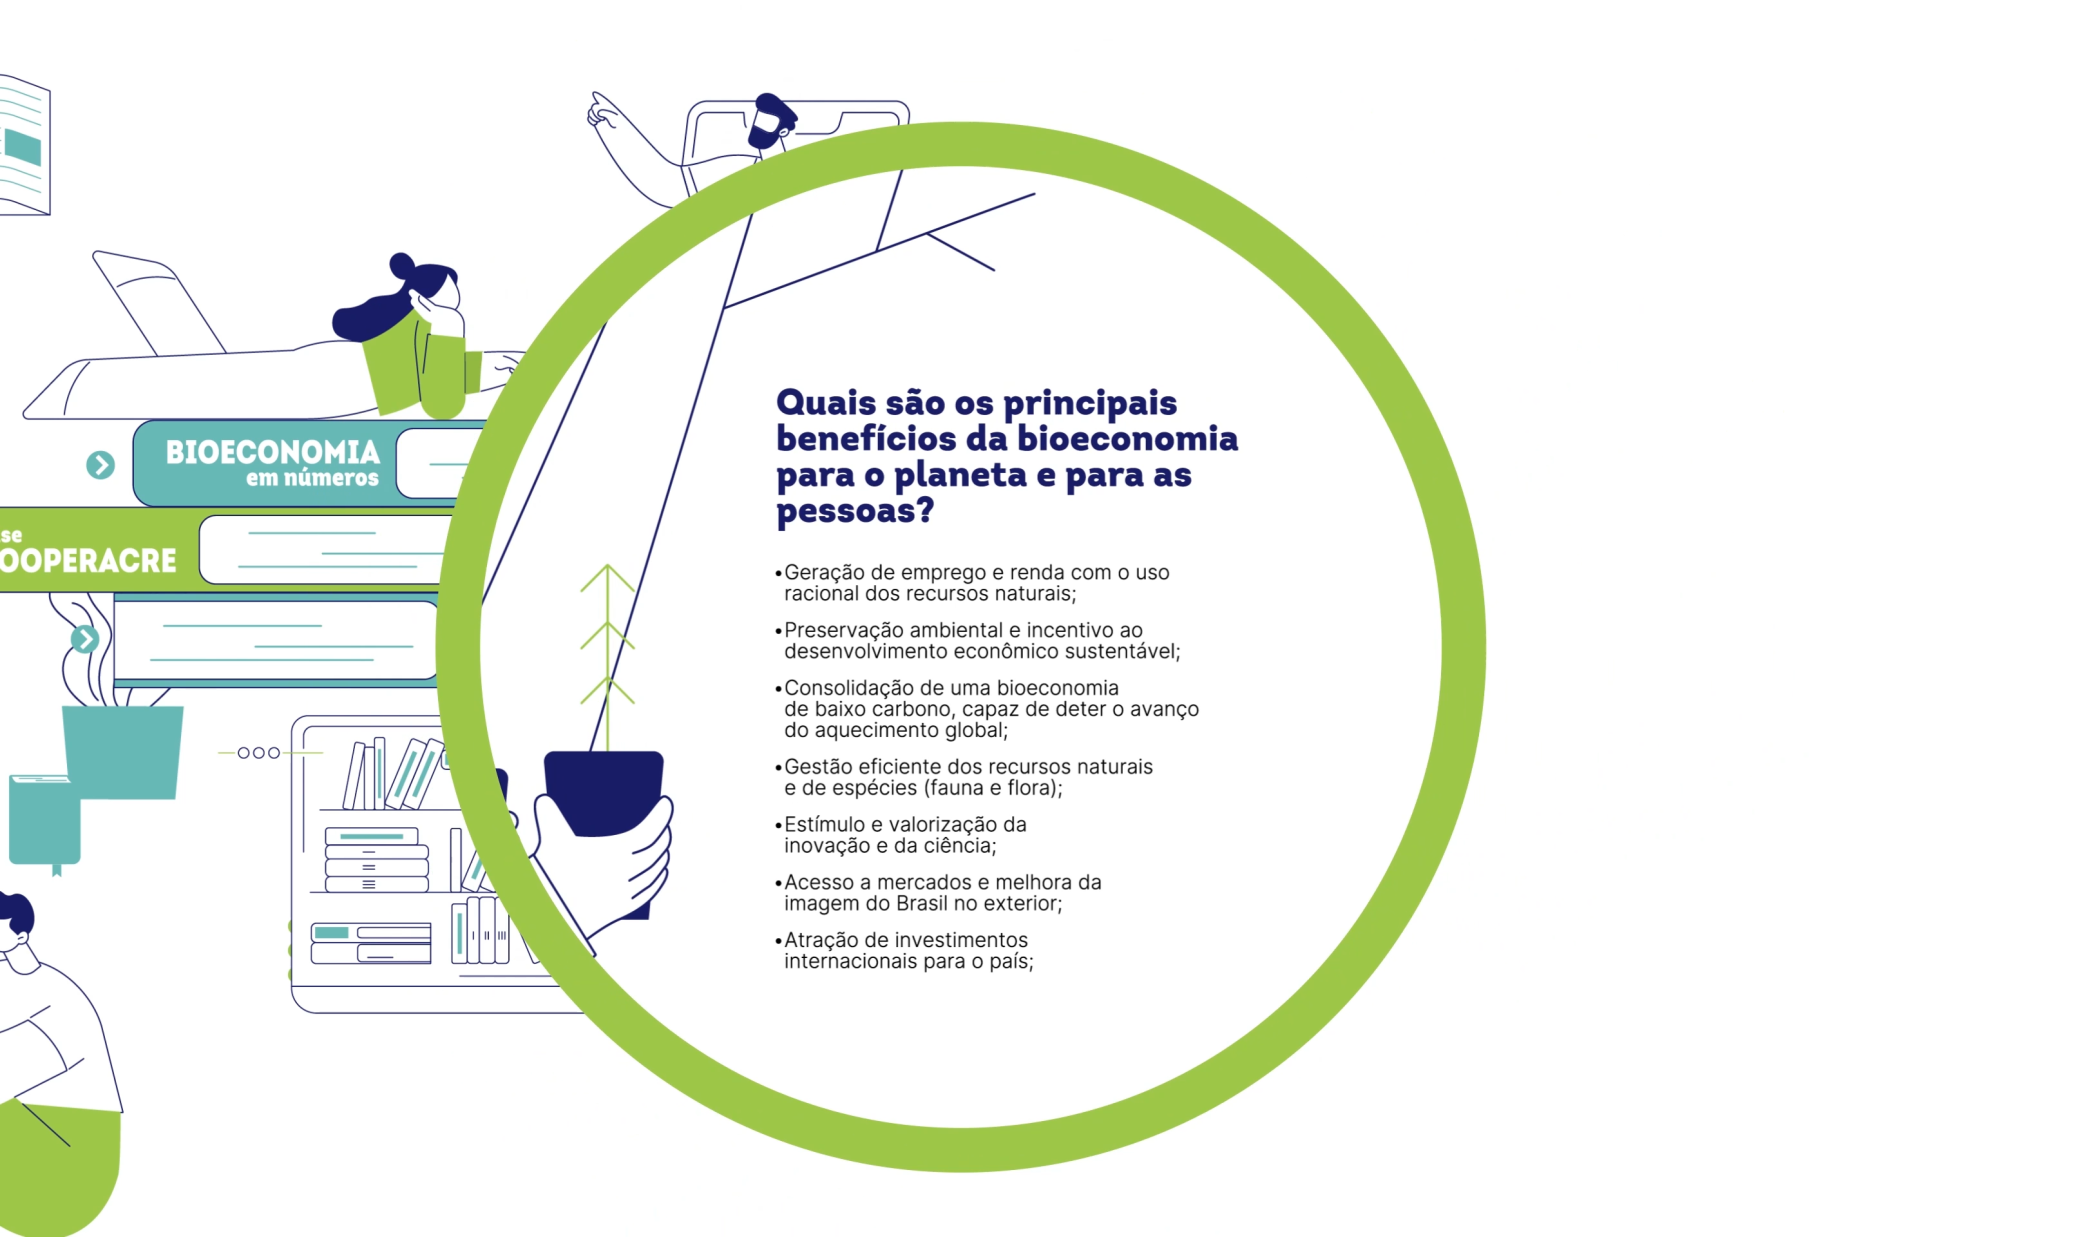 BIOECONOMIA
em números
COOPERACRE
Quais são os principais
benefícios da bioeconomia
para o planeta e para as
pessoas?
•Geração de emprego e renda com o uso
racional dos recursos naturais;
•Preservação ambiental e incentivo ao
desenvolvimento econômico sustentável;
•Consolidação de uma bioeconomia
de baixo carbono, capaz de deter o avanço
do aquecimento global;
•Gestão eficiente dos recursos naturais
e de espécies (fauna e flora);
•Estímulo e valorização da
inovação e da ciência;
•Acesso a mercados e melhora da
imagem do Brasil no exterior;
•Atração de investimentos
internacionais para o país;